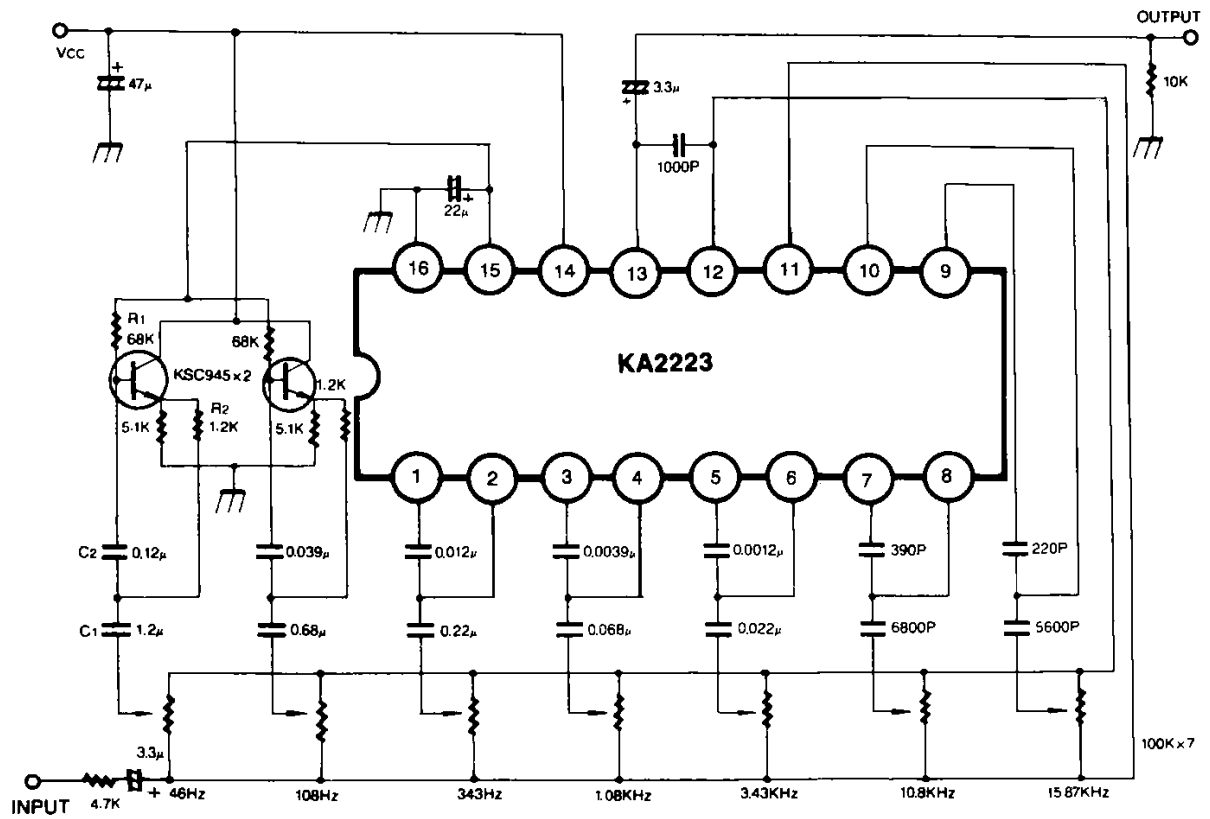 OUTPUT
VCC
+
47μ
3.3μ
+
10K
1000P
22μ
+
16
15
14
13
12
11
10
9
R1
68K
68K
KA2223
KSC945×2
1.2K
R2
5.1K
1.2K
5.1K
1
2
3
4
5
6
7
8
C2
0.12μ
0.039μ
0.012μ
0.0039μ
0.0012μ
390P
220P
C1
1.2μ
0.68μ
0.22μ
0.068μ
0.022μ
6800P
5600P
100K×7
3.3μ
INPUT
4.7K
+
46Hz
108Hz
343Hz
1.08KHz
3.43KHz
10.8KHz
15.87KHz